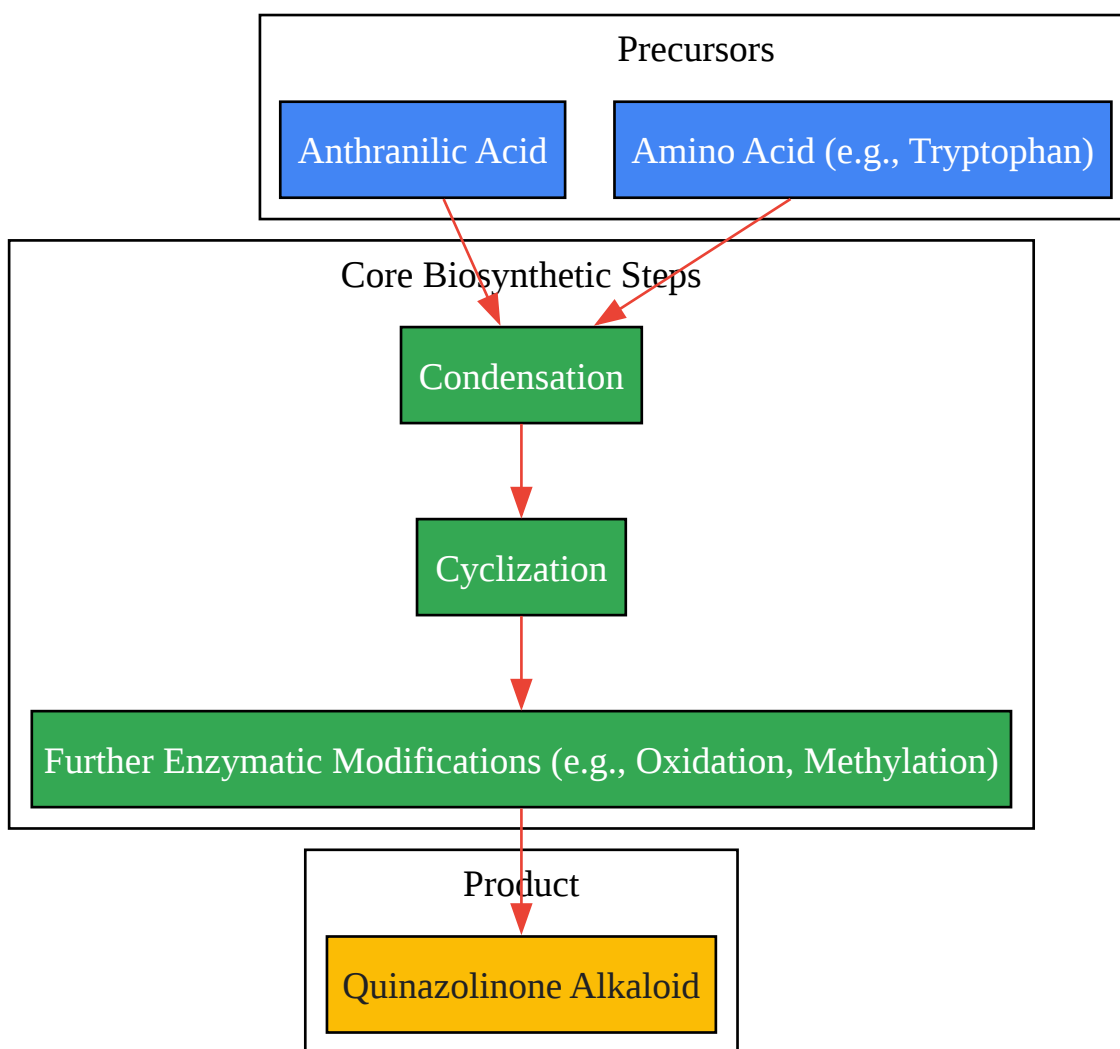 Precursors
Anthranilic Acid
Amino Acid (e.g., Tryptophan)
Core Biosynthetic Steps
Condensation
Cyclization
Further Enzymatic Modifications (e.g., Oxidation, Methylation)
Product
Quinazolinone Alkaloid